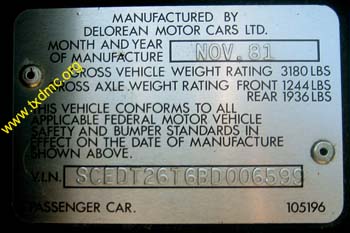 MANUFACTURED BY
DELOREAN MOTOR CARS LTD.
MONTH AND YEAR
OF MANUFACTURE NOV. 81
GROSS VEHICLE WEIGHT RATING 3180 LBS
GROSS AXLE WEIGHT RATING FRONT 1244 LBS
REAR 1936 LBS
THIS VEHICLE CONFORMS TO ALL
APPLICABLE FEDERAL MOTOR VEHICLE
SAFETY AND BUMPER STANDARDS IN
EFFECT ON THE DATE OF MANUFACTURE
SHOWN ABOVE.
V.I.N. SCEDT26T6BD006599
PASSENGER CAR. 105196
www.txdmc.org